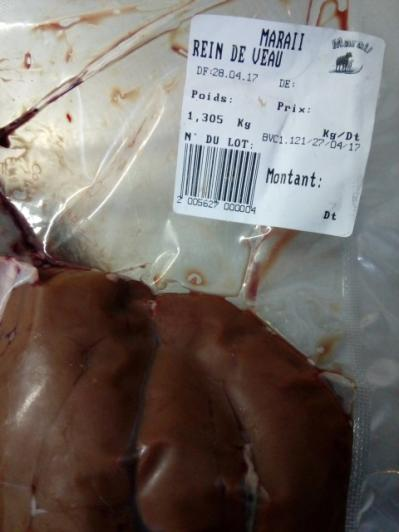 MARAII
Maraii
REIN DE VEAU
DF:28.04.17 DE:
Poids: Prix:
1,305 Kg Kg/Dt
N° DU LOT: BVC1.121/27/04/17
Montant:
2 005627 000004
Dt